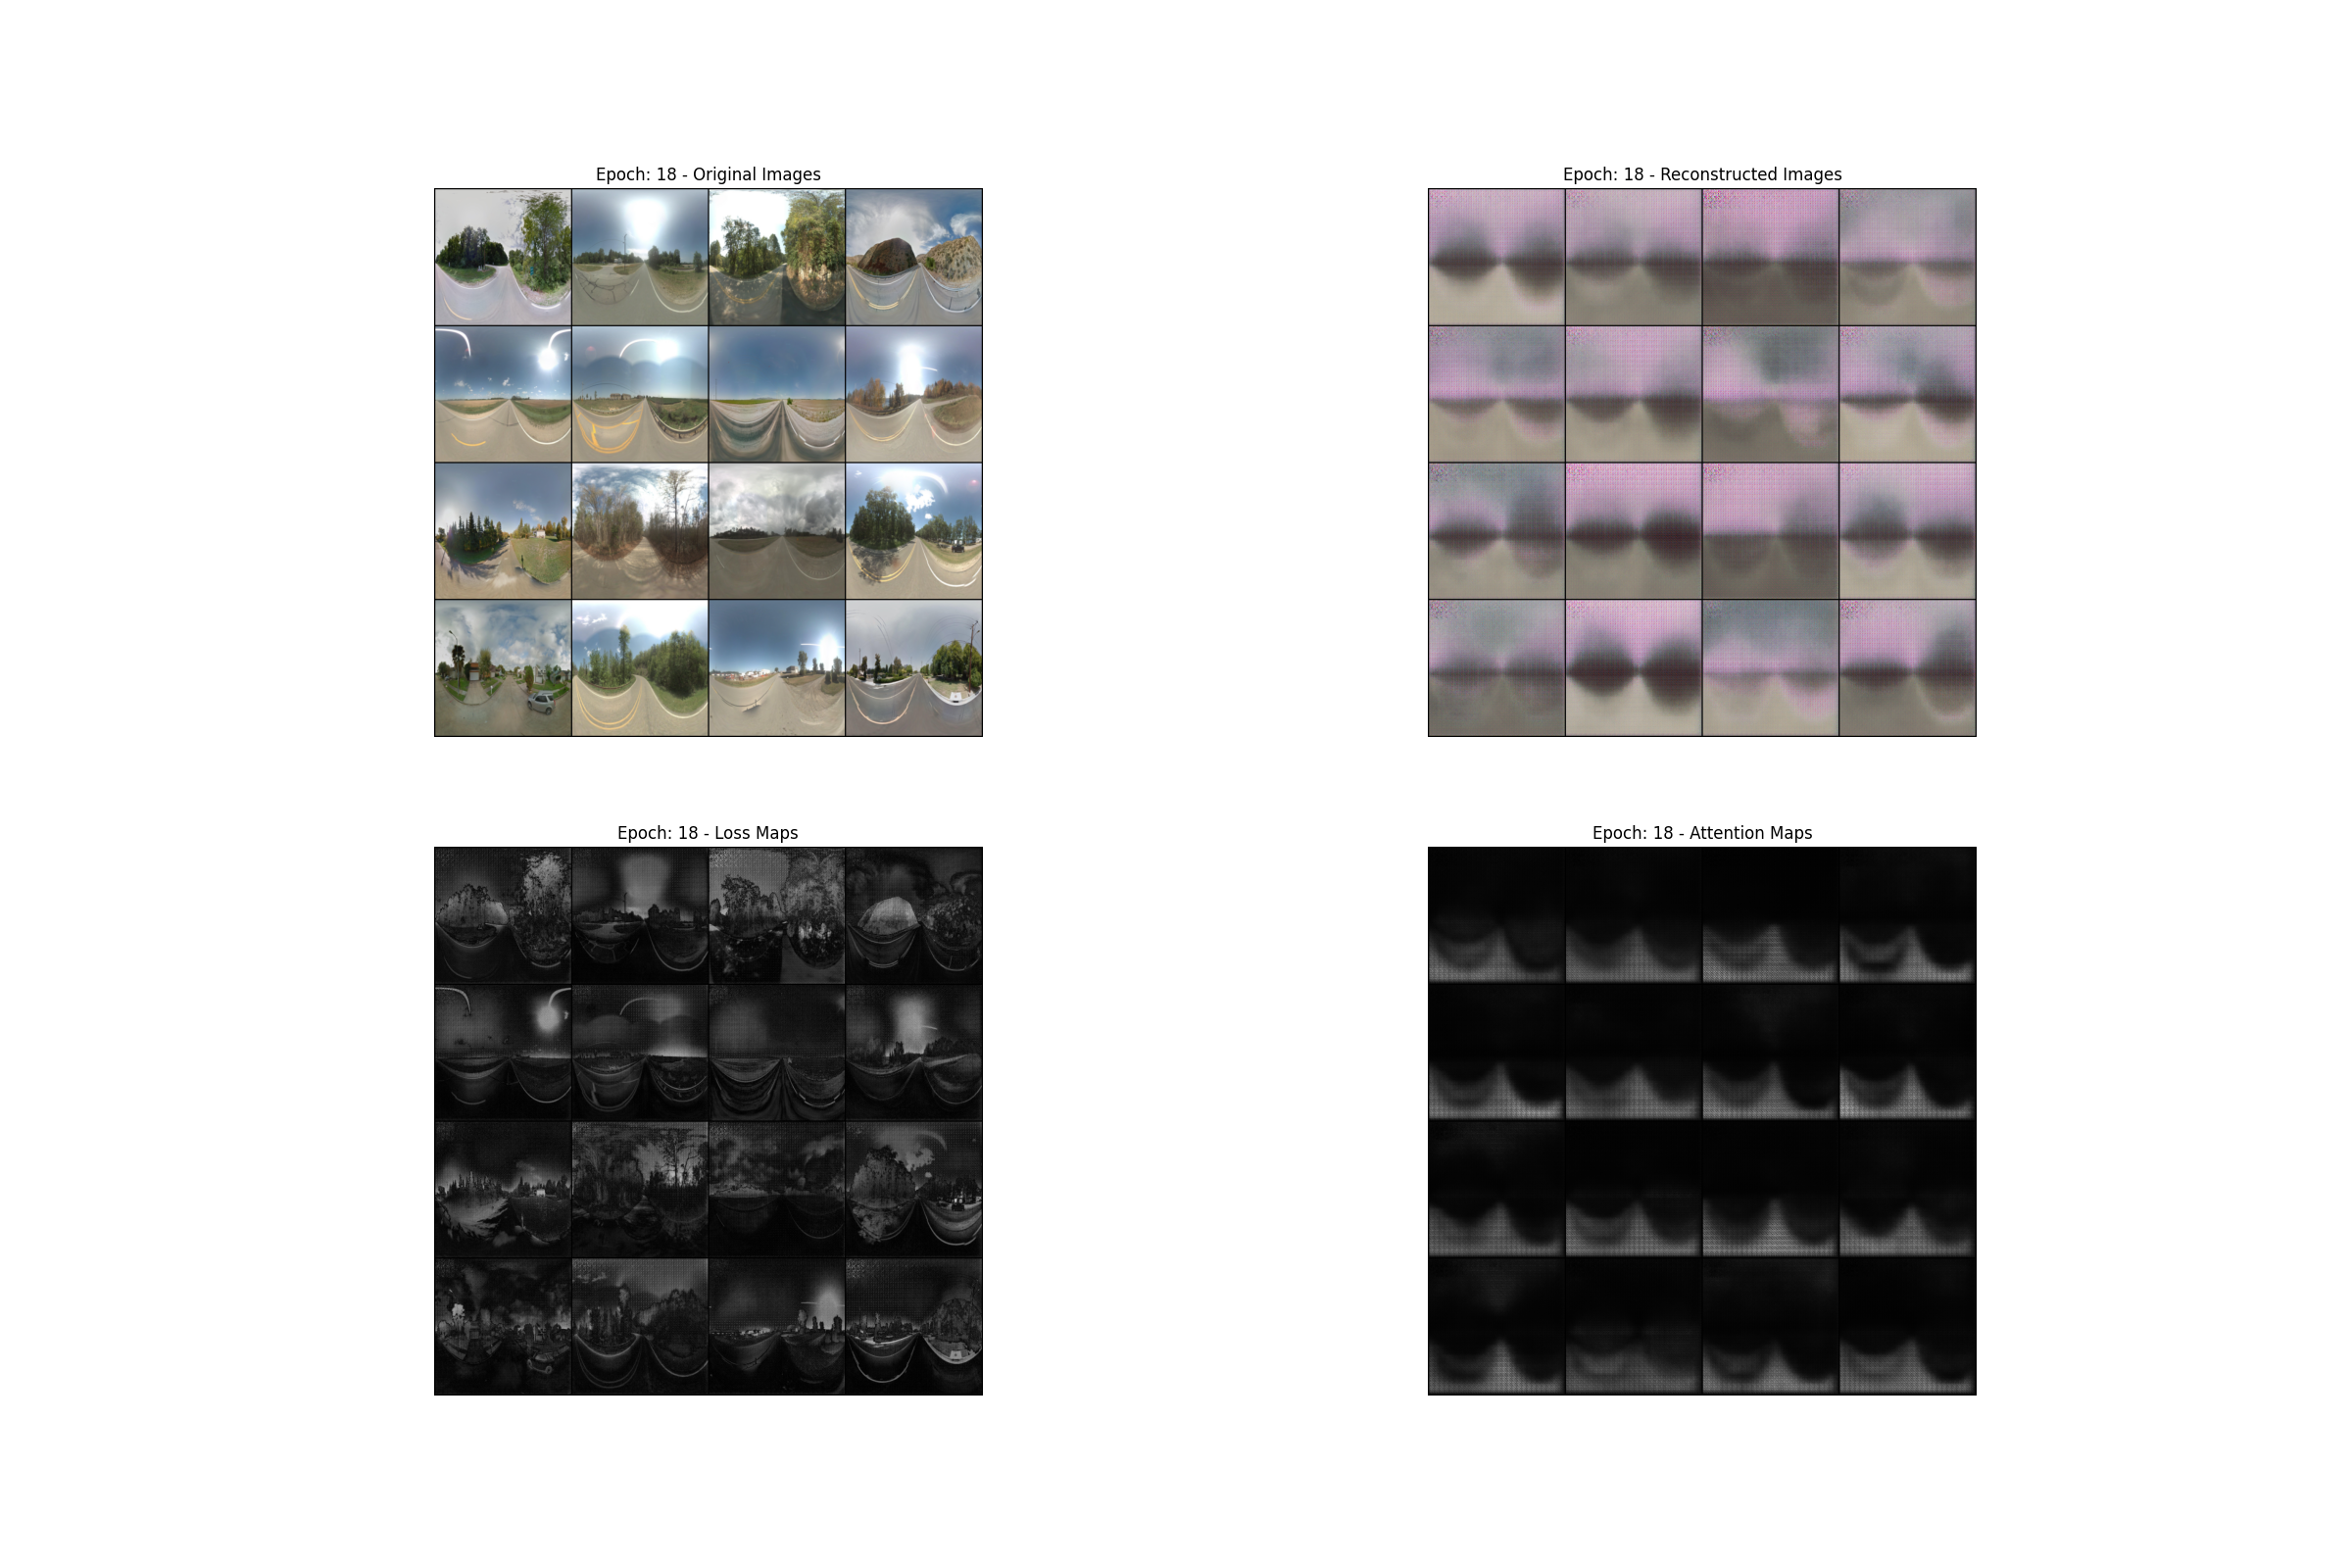 Epoch: 18 - Original Images
Epoch: 18 - Reconstructed Images
Epoch: 18 - Loss Maps
Epoch: 18 - Attention Maps